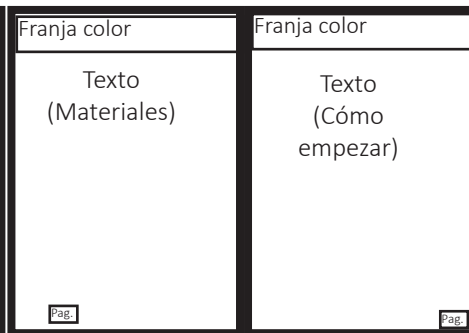 Franja color
Texto
(Materiales)
Pag.
Franja color
Texto
(Cómo
empezar)
Pag.